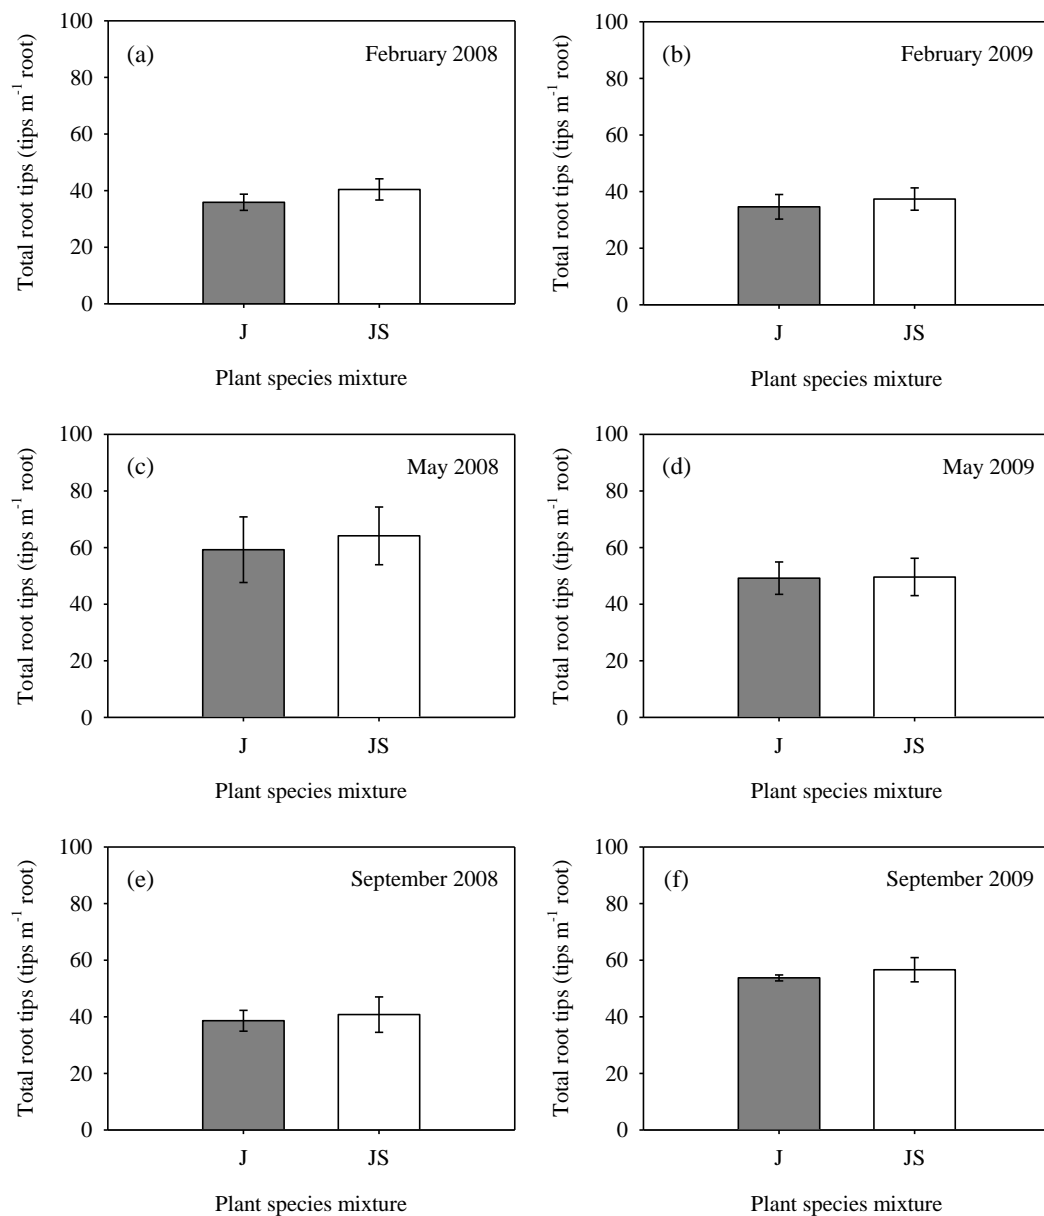 Total root tips (tips m⁻¹ root)
100
80
60
40
20
0
(a)
February 2008
J
JS
Plant species mixture
Total root tips (tips m⁻¹ root)
100
80
60
40
20
0
(b)
February 2009
J
JS
Plant species mixture
Total root tips (tips m⁻¹ root)
100
80
60
40
20
0
(c)
May 2008
J
JS
Plant species mixture
Total root tips (tips m⁻¹ root)
100
80
60
40
20
0
(d)
May 2009
J
JS
Plant species mixture
Total root tips (tips m⁻¹ root)
100
80
60
40
20
0
(e)
September 2008
J
JS
Plant species mixture
Total root tips (tips m⁻¹ root)
100
80
60
40
20
0
(f)
September 2009
J
JS
Plant species mixture